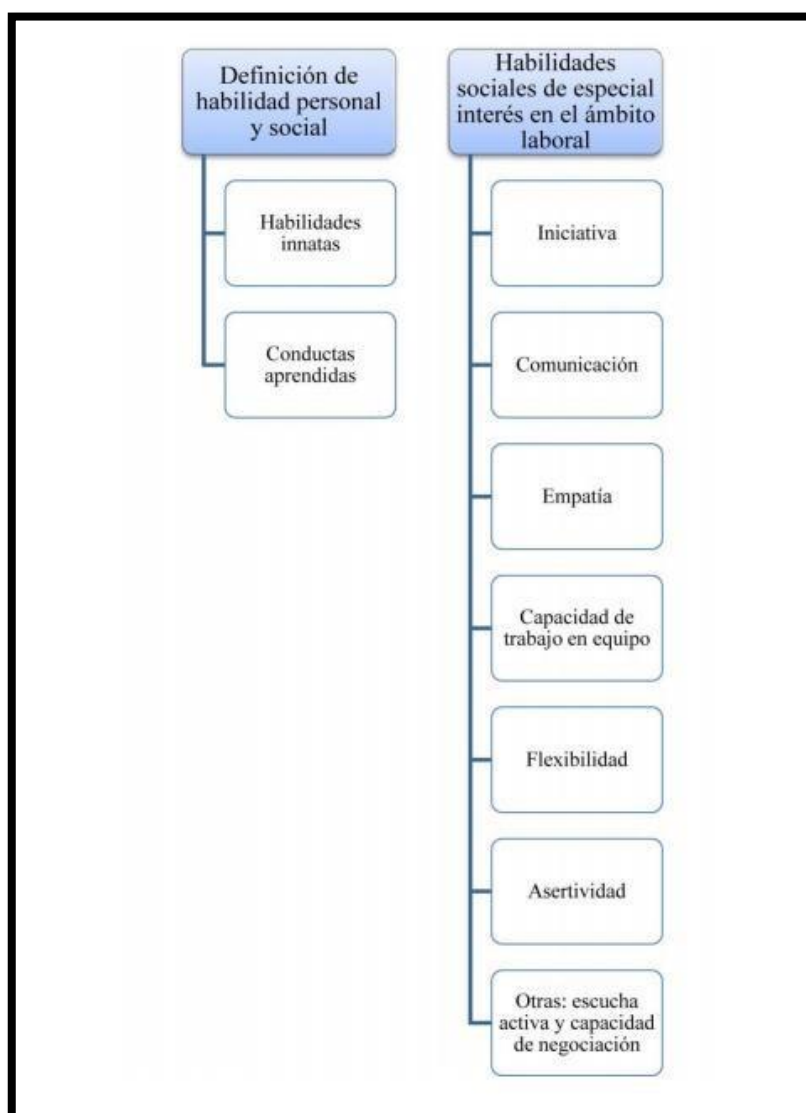 Definición de
habilidad personal
y social
Habilidades
innatas
Conductas
aprendidas
Habilidades
sociales de especial
interés en el ámbito
laboral
Iniciativa
Comunicación
Empatía
Capacidad de
trabajo en equipo
Flexibilidad
Asertividad
Otras: escucha
activa y capacidad
de negociación